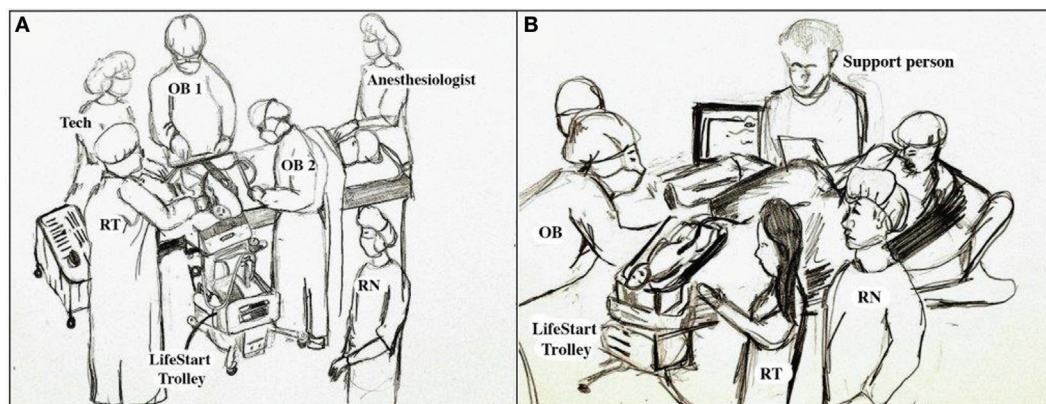 A
OB 1
Anesthesiologist
Tech
OB 2
RT
RN
LifeStart
Trolley
B
Support person
OB
RN
LifeStart
Trolley
RT